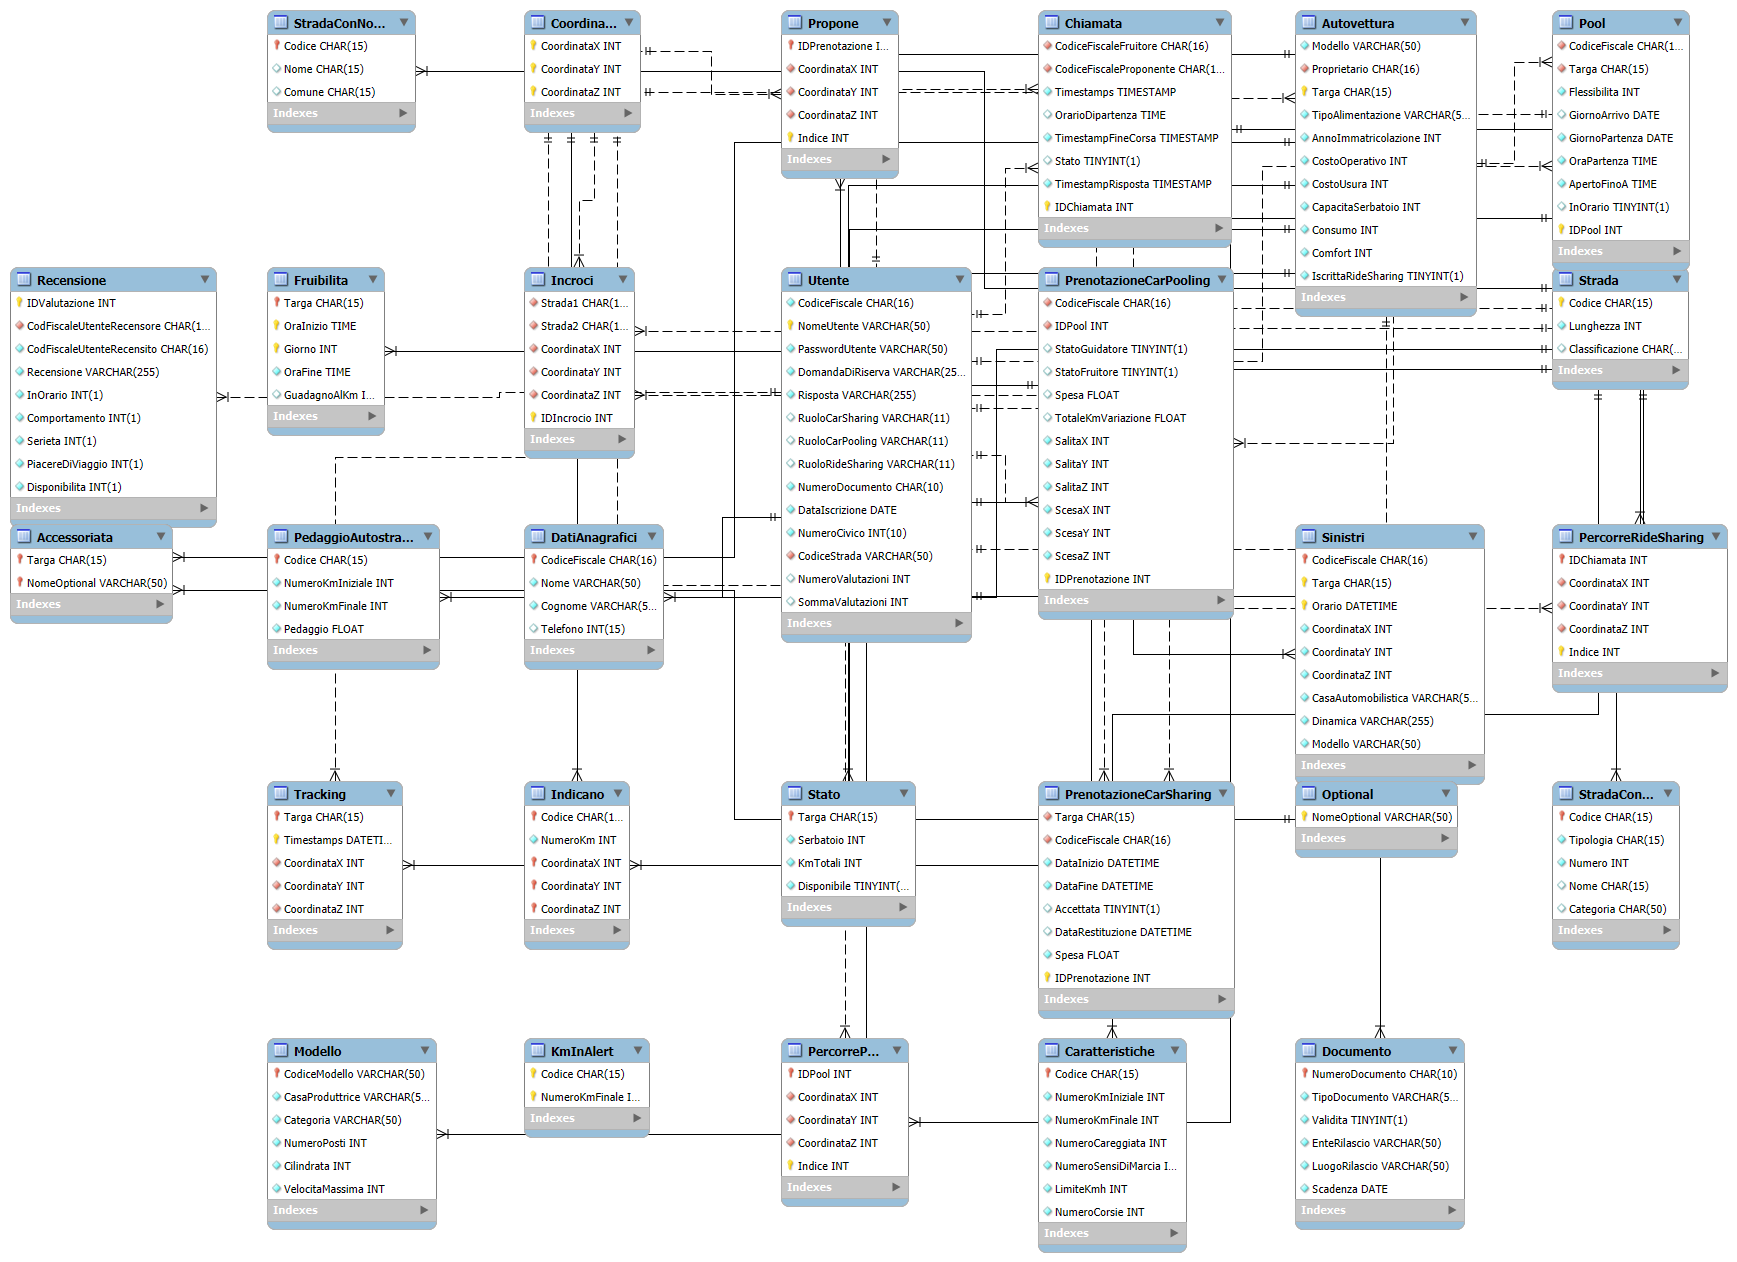 StradaConNo...
Codice CHAR(15)
Nome CHAR(15)
Comune CHAR(15)
Indexes
Coordina...
CoordinataX INT
CoordinataY INT
CoordinataZ INT
Indexes
Propone
IDPrenotazione I...
CoordinataX INT
CoordinataY INT
CoordinataZ INT
Indice INT
Indexes
Chiamata
CodiceFiscaleFruitore CHAR(16)
CodiceFiscaleProponente CHAR(1...
Timestamps TIMESTAMP
OrarioDipartenza TIME
TimestampFineCorsa TIMESTAMP
Stato TINYINT(1)
TimestampRisposta TIMESTAMP
IDChiamata INT
Indexes
Autovettura
Modello VARCHAR(50)
Proprietario CHAR(16)
Targa CHAR(15)
TipoAlimentazione VARCHAR(5...
AnnoImmatricolazione INT
CostoOperativo INT
CostoUsura INT
CapacitaSerbatoio INT
Consumo INT
Comfort INT
IscrittaRideSharing TINYINT(1)
Indexes
Pool
CodiceFiscale CHAR(1...
Targa CHAR(15)
Flessibilita INT
GiornoArrivo DATE
GiornoPartenza DATE
OraPartenza TIME
ApertoFinoA TIME
InOrario TINYINT(1)
IDPool INT
Indexes
Recensione
IDValutazione INT
CodFiscaleUtenteRecensore CHAR(1...
CodFiscaleUtenteRecensito CHAR(16)
Recensione VARCHAR(255)
InOrario INT(1)
Comportamento INT(1)
Serieta INT(1)
PiacereDiViaggio INT(1)
Disponibilita INT(1)
Indexes
Fruibilita
Targa CHAR(15)
OraInizio TIME
Giorno INT
OraFine TIME
GuadagnoAlKm I...
Indexes
Incroci
Strada1 CHAR(1...
Strada2 CHAR(1...
CoordinataX INT
CoordinataY INT
CoordinataZ INT
IDIncrocio INT
Indexes
Utente
CodiceFiscale CHAR(16)
NomeUtente VARCHAR(50)
PasswordUtente VARCHAR(50)
DomandaDiRiserva VARCHAR(25...
Risposta VARCHAR(255)
RuoloCarSharing VARCHAR(11)
RuoloCarPooling VARCHAR(11)
RuoloRideSharing VARCHAR(11)
NumeroDocumento CHAR(10)
DataIscrizione DATE
NumeroCivico INT(10)
CodiceStrada VARCHAR(50)
NumeroValutazioni INT
SommaValutazioni INT
Indexes
PrenotazioneCarPooling
CodiceFiscale CHAR(16)
IDPool INT
StatoGuidatore TINYINT(1)
StatoFruitore TINYINT(1)
Spesa FLOAT
TotaleKmVariazione FLOAT
SalitaX INT
SalitaY INT
SalitaZ INT
ScesaX INT
ScesaY INT
ScesaZ INT
IDPrenotazione INT
Indexes
Strada
Codice CHAR(15)
Lunghezza INT
Classificazione CHAR(...
Indexes
Accessoriata
Targa CHAR(15)
NomeOptional VARCHAR(50)
Indexes
PedaggioAutostra...
Codice CHAR(15)
NumeroKmIniziale INT
NumeroKmFinale INT
Pedaggio FLOAT
Indexes
DatiAnagrafici
CodiceFiscale CHAR(16)
Nome VARCHAR(50)
Cognome VARCHAR(5...
Telefono INT(15)
Indexes
Sinistri
CodiceFiscale CHAR(16)
Targa CHAR(15)
Orario DATETIME
CoordinataX INT
CoordinataY INT
CoordinataZ INT
CasaAutomobilistica VARCHAR(5...
Dinamica VARCHAR(255)
Modello VARCHAR(50)
Indexes
PercorreRideSharing
IDChiamata INT
CoordinataX INT
CoordinataY INT
CoordinataZ INT
Indice INT
Indexes
Tracking
Targa CHAR(15)
Timestamps DATETI...
CoordinataX INT
CoordinataY INT
CoordinataZ INT
Indexes
Indicano
Codice CHAR(1...
NumeroKm INT
CoordinataX INT
CoordinataY INT
CoordinataZ INT
Indexes
Stato
Targa CHAR(15)
Serbatoio INT
KmTotali INT
Disponibile TINYINT(...
Indexes
PrenotazioneCarSharing
Targa CHAR(15)
CodiceFiscale CHAR(16)
DataInizio DATETIME
DataFine DATETIME
Accettata TINYINT(1)
DataRestituzione DATETIME
Spesa FLOAT
IDPrenotazione INT
Indexes
Optional
NomeOptional VARCHAR(50)
Indexes
StradaCon...
Codice CHAR(15)
Tipologia CHAR(15)
Numero INT
Nome CHAR(15)
Categoria CHAR(50)
Indexes
Modello
CodiceModello VARCHAR(50)
CasaProduttrice VARCHAR(5...
Categoria VARCHAR(50)
NumeroPosti INT
Cilindrata INT
VelocitaMassima INT
Indexes
KmInAlert
Codice CHAR(15)
NumeroKmFinale I...
Indexes
PercorreP...
IDPool INT
CoordinataX INT
CoordinataY INT
CoordinataZ INT
Indice INT
Indexes
Caratteristiche
Codice CHAR(15)
NumeroKmIniziale INT
NumeroKmFinale INT
NumeroCareggiata INT
NumeroSensiDiMarcia I...
LimiteKmh INT
NumeroCorsie INT
Indexes
Documento
NumeroDocumento CHAR(10)
TipoDocumento VARCHAR(5...
Validita TINYINT(1)
EnteRilascio VARCHAR(50)
LuogoRilascio VARCHAR(50)
Scadenza DATE
Indexes